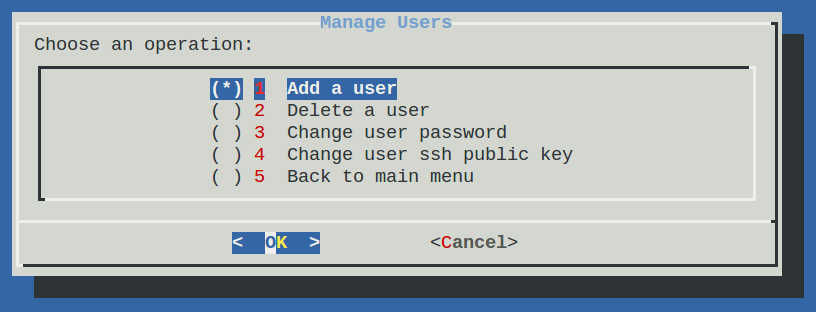 Manage Users
Choose an operation:
(*) 1  Add a user
( ) 2  Delete a user
( ) 3  Change user password
( ) 4  Change user ssh public key
( ) 5  Back to main menu
<  OK  >          <Cancel>